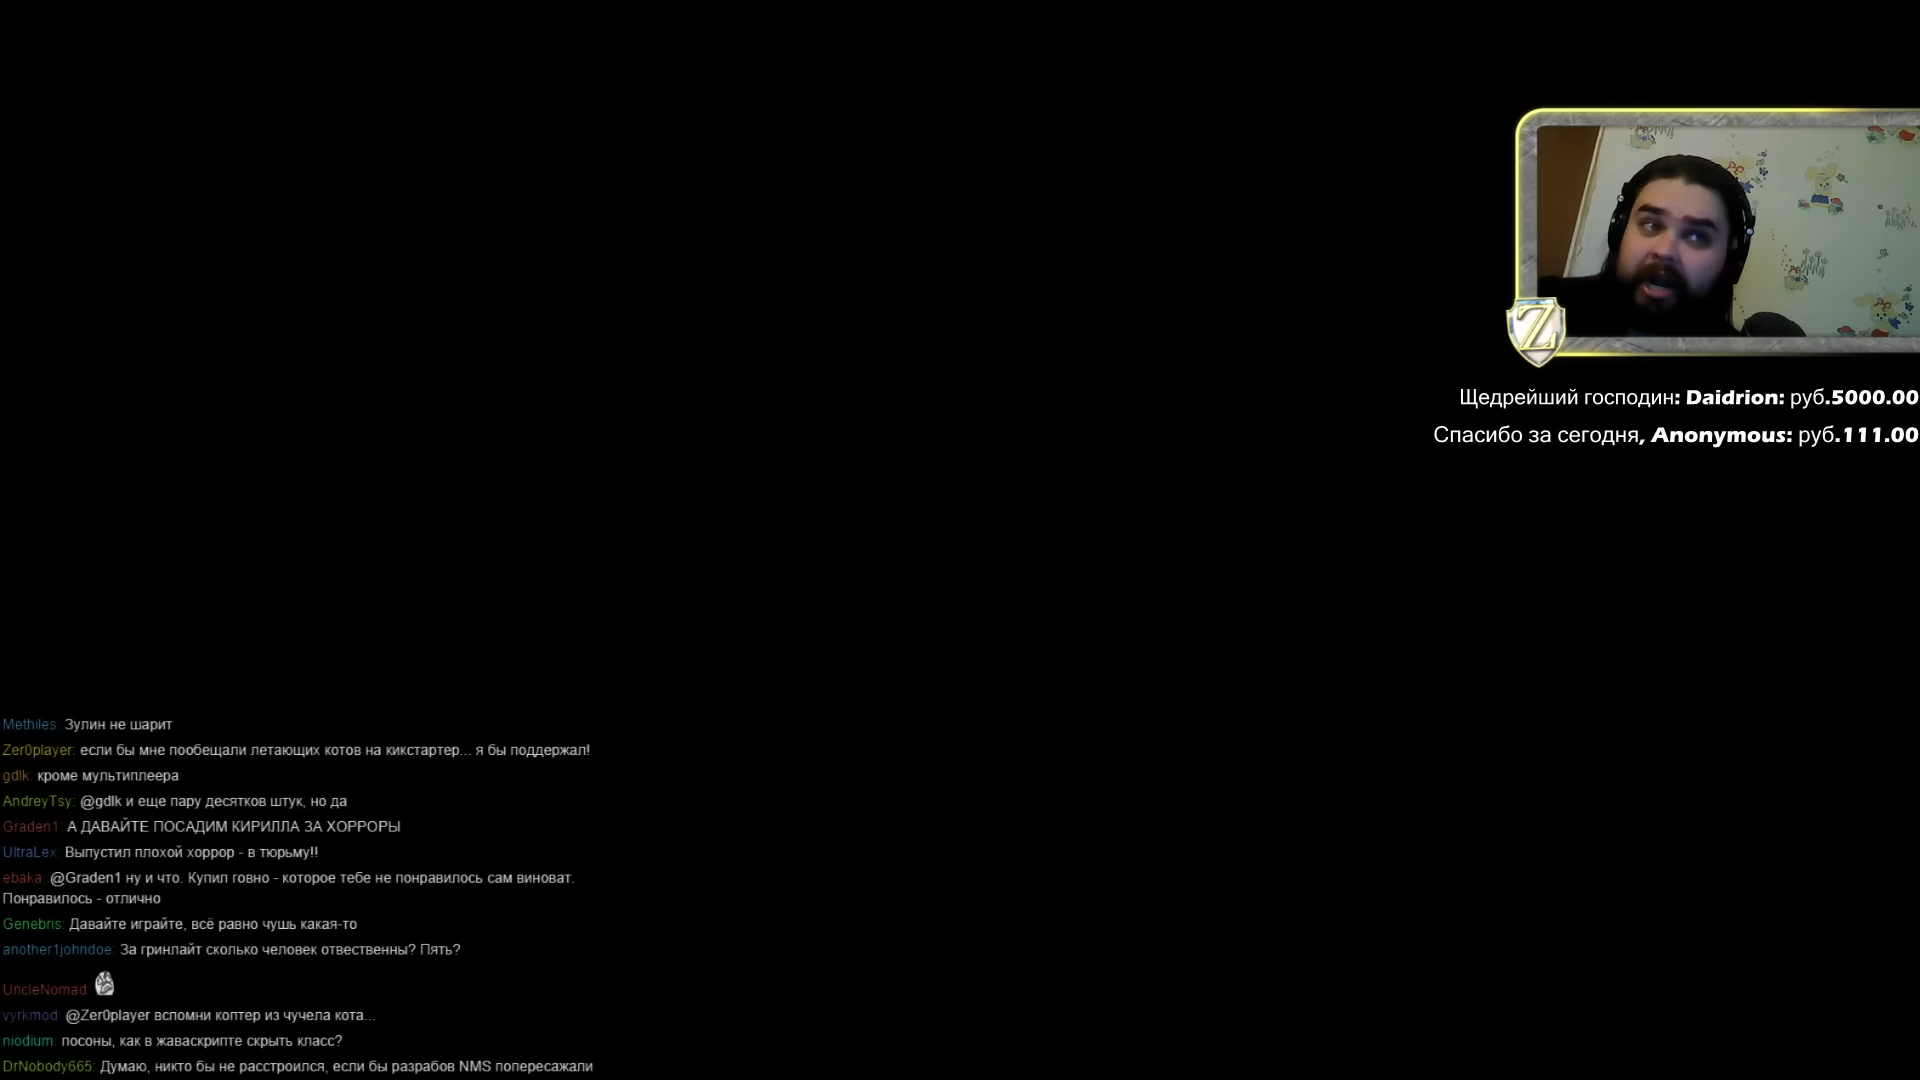 Z
Щедрейший господин: Daidrion: руб.5000.00
Спасибо за сегодня, Anonymous: руб.111.00
Methiles: Зулин не шарит
Zer0player: если бы мне пообещали летающих котов на кикстартер... я бы поддержал!
gdlk: кроме мультиплеера
AndreyTsy: @gdlk и еще пару десятков штук, но да
Graden1: А ДАВАЙТЕ ПОСАДИМ КИРИЛЛА ЗА ХОРРОРЫ
UltraLex: Выпустил плохой хоррор - в тюрьму!!
ebaka: @Graden1 ну и что. Купил говно - которое тебе не понравилось сам виноват.
Понравилось - отлично
Genebris: Давайте играйте, всё равно чушь какая-то
another1johndoe: За гринлайт сколько человек отвественны? Пять?
UncleNomad:
vyrkmod: @Zer0player вспомни коптер из чучела кота...
niodium: посоны, как в жаваскрипте скрыть класс?
DrNobody665: Думаю, никто бы не расстроился, если бы разрабов NMS попересажали